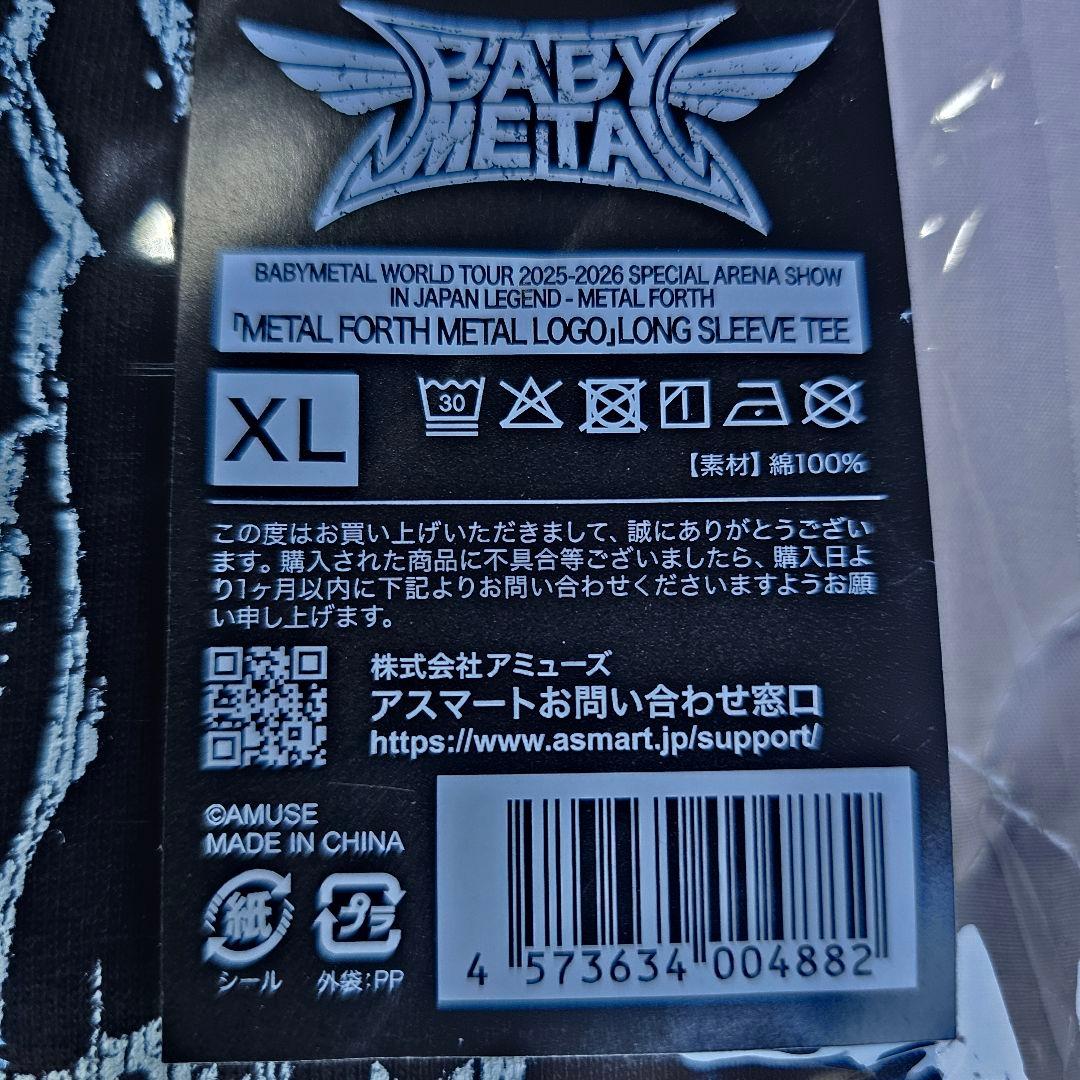 BABY
METAL
BABYMETAL WORLD TOUR 2025-2026 SPECIAL ARENA SHOW
IN JAPAN LEGEND - METAL FORTH
「METAL FORTH METAL LOGO」LONG SLEEVE TEE
XL
30
【素材】綿100%
この度はお買い上げいただきまして、誠にありがとうござい
ます。購入された商品に不具合等ございましたら、購入日よ
り1ヶ月以内に下記よりお問い合わせくださいますようお願
い申し上げます。
株式会社アミューズ
アスマートお問い合わせ窓口
https://www.asmart.jp/support/
©AMUSE
MADE IN CHINA
紙
プラ
シール
外袋:PP
4 573634 004882